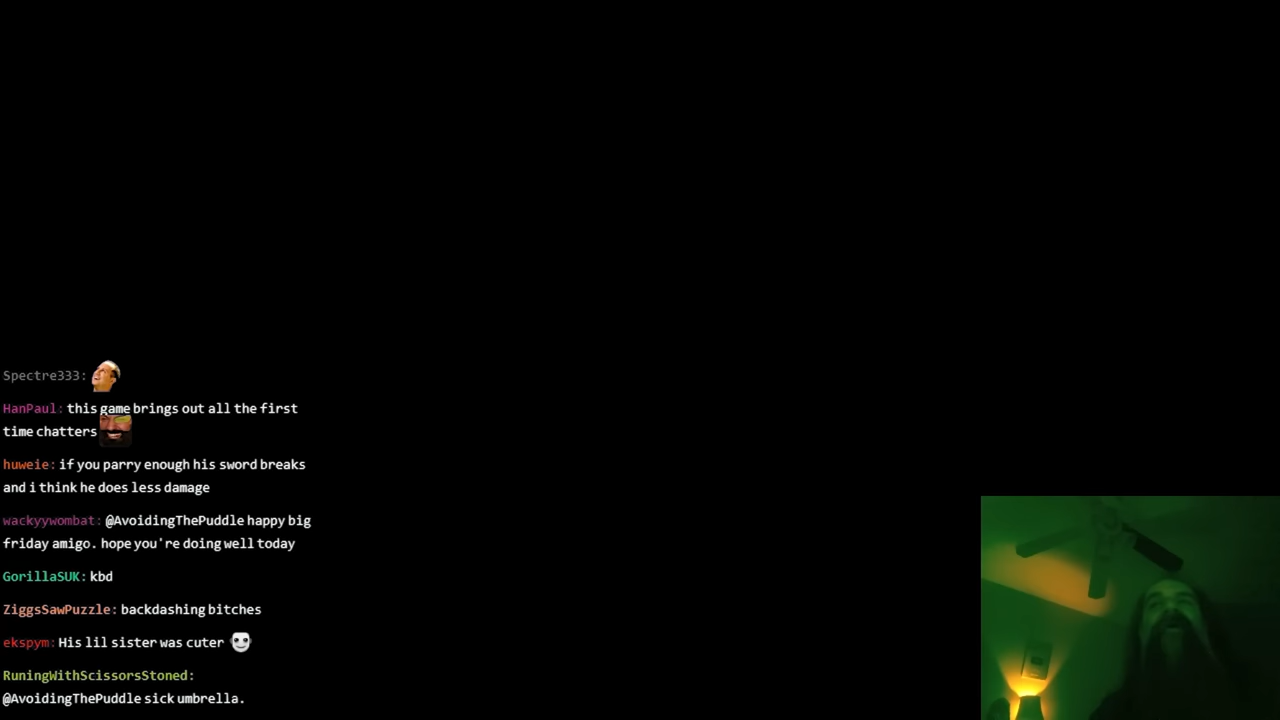 Spectre333:
HanPaul: this game brings out all the first
time chatters
huweie: if you parry enough his sword breaks
and i think he does less damage
wackyywombat: @AvoidingThePuddle happy big
friday amigo. hope you're doing well today
GorillaSUK: kbd
ZiggsSawPuzzle: backdashing bitches
ekspym: His lil sister was cuter
RuningWithScissorsStoned:
@AvoidingThePuddle sick umbrella.